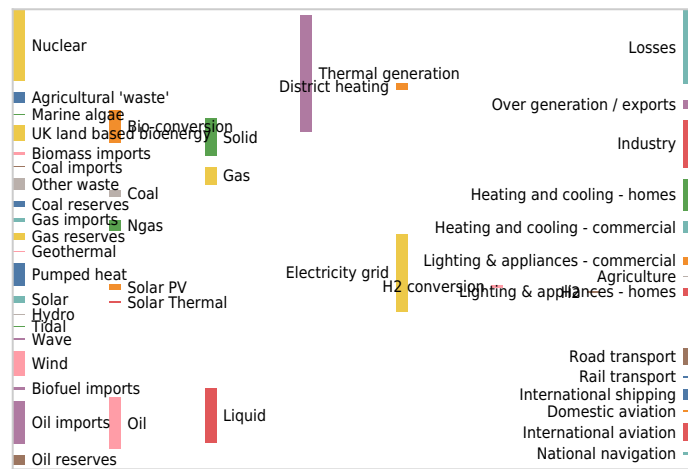 Nuclear
Agricultural 'waste'
Marine algae
UK land based bioenergy
Biomass imports
Coal imports
Other waste
Coal reserves
Gas imports
Gas reserves
Geothermal
Pumped heat
Solar
Hydro
Tidal
Wave
Wind
Biofuel imports
Oil imports
Oil reserves
Bio-conversion
Coal
Ngas
Solar PV
Solar Thermal
Oil
Solid
Gas
Liquid
Thermal generation
District heating
Electricity grid
H2 conversion
H2
Losses
Over generation / exports
Industry
Heating and cooling - homes
Heating and cooling - commercial
Lighting & appliances - commercial
Agriculture
Lighting & appliances - homes
Road transport
Rail transport
International shipping
Domestic aviation
International aviation
National navigation